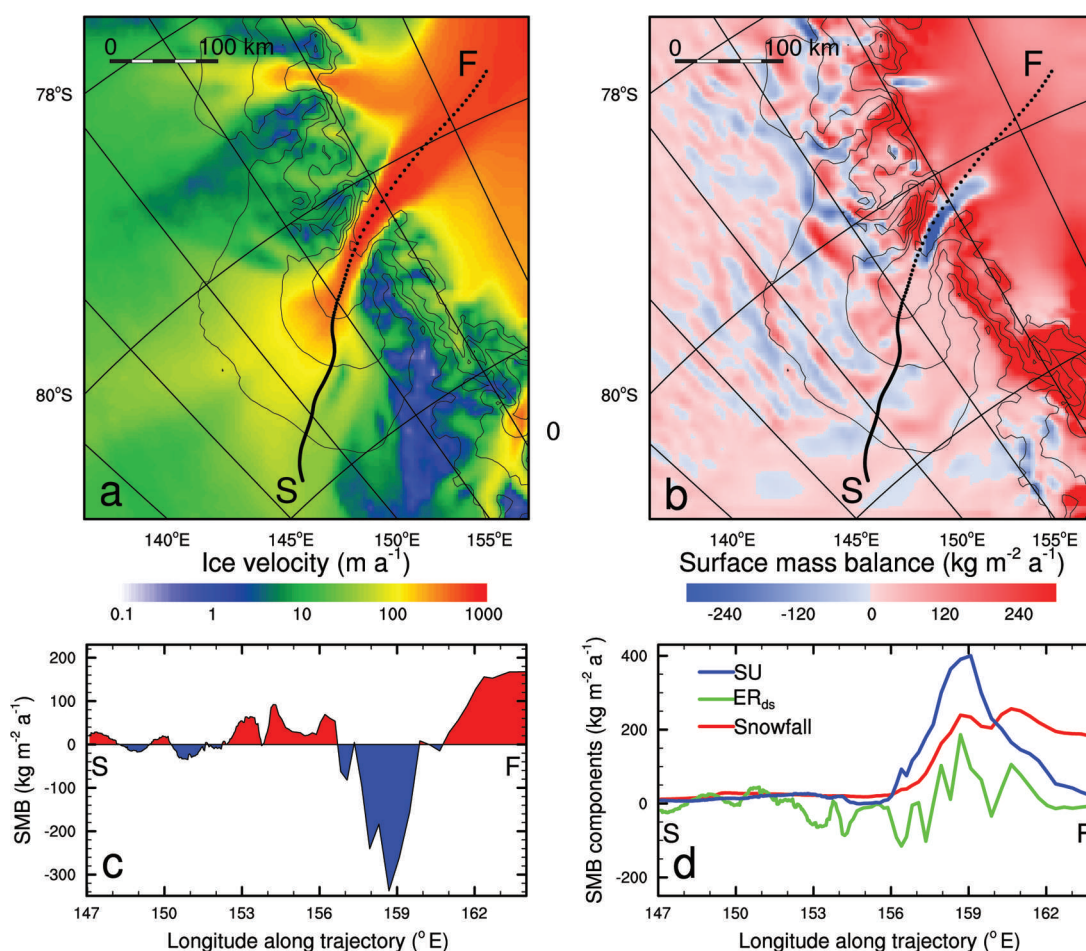 0 100 km
F
78°S
80°S
S
a
140°E 145°E 150°E 155°E
Ice velocity (m a⁻¹)
0.1 1 10 100 1000
0
0 100 km
F
78°S
80°S
S
b
140°E 145°E 150°E 155°E
Surface mass balance (kg m⁻² a⁻¹)
-240 -120 0 120 240
SMB (kg m⁻² a⁻¹)
200
100
0
-100
-200
-300
S
F
c
147 150 153 156 159 162
Longitude along trajectory (° E)
SMB components (kg m⁻² a⁻¹)
400
200
0
-200
SU
ERds
Snowfall
S
F
d
147 150 153 156 159 162
Longitude along trajectory (° E)